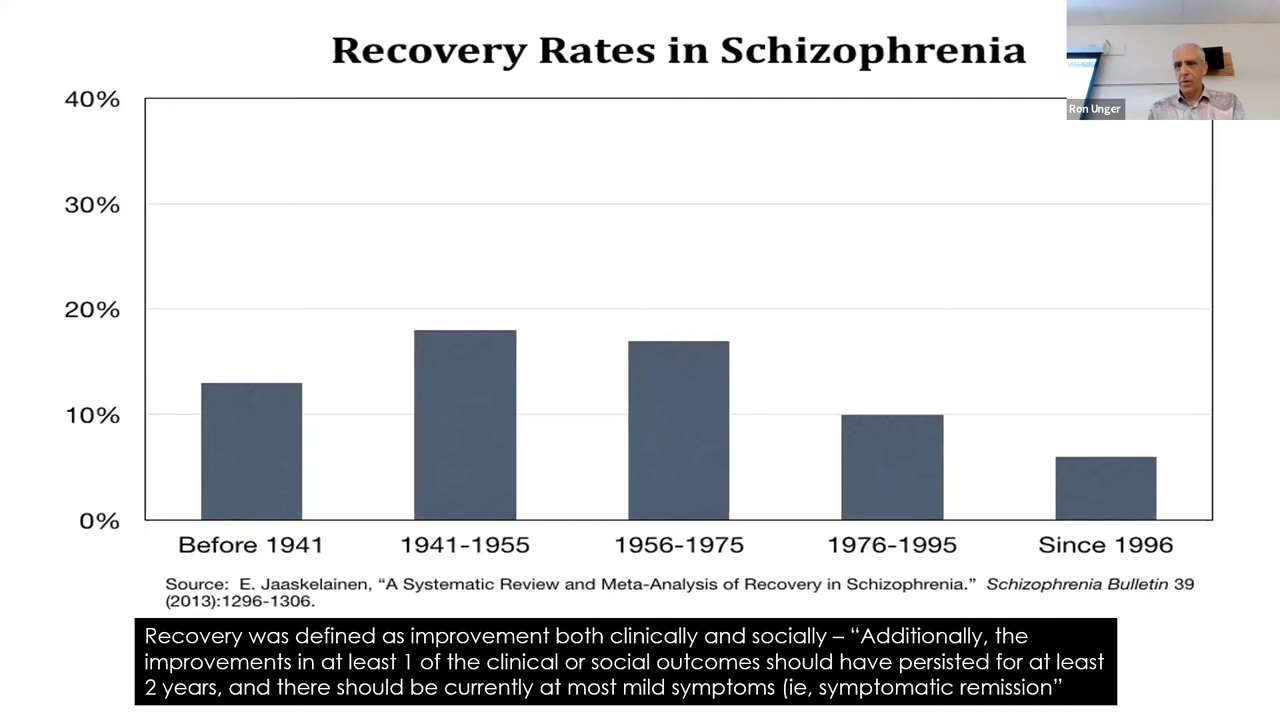 Recovery Rates in Schizophrenia
Ron Unger
40%
30%
20%
10%
0%
Before 1941
1941-1955
1956-1975
1976-1995
Since 1996
Source: E. Jaaskelainen, “A Systematic Review and Meta-Analysis of Recovery in Schizophrenia.” Schizophrenia Bulletin 39
(2013):1296-1306.
Recovery was defined as improvement both clinically and socially – “Additionally, the
improvements in at least 1 of the clinical or social outcomes should have persisted for at least
2 years, and there should be currently at most mild symptoms (ie, symptomatic remission”